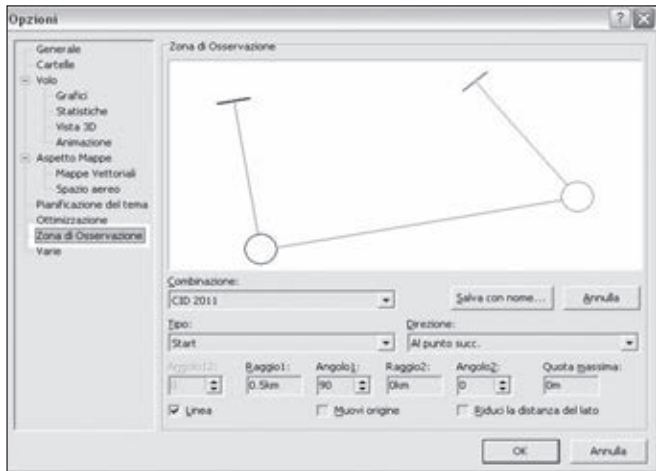 Opzioni
Generale
Cartelle
Volo
Grafici
Statistiche
Vista 3D
Animazione
Aspetto Mappe
Mappe Vettoriali
Spazio aereo
Pianificazione del tema
Ottimizzazione
Zona di Osservazione
Varie
Zona di Osservazione
Combinazione:
CID 2011
Salva con nome...
Annulla
Tipo:
Start
Direzione:
Al punto succ.
Angolo12:
Raggio1:
Angolo1:
Raggio2:
Angolo2:
Quota massima:
0
0.5km
90
0km
0
0m
Linea
Muovi origine
Riduci la distanza del lato
OK
Annulla